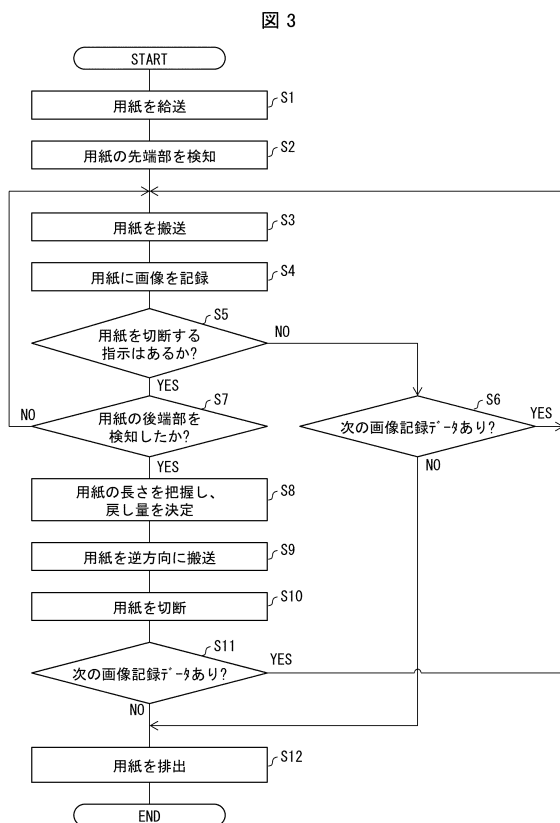 図 3
START
用紙を給送
S1
用紙の先端部を検知
S2
用紙を搬送
S3
用紙に画像を記録
S4
用紙を切断する
指示はあるか?
S5
NO
YES
用紙の後端部を
検知したか?
S7
NO
YES
次の画像記録ﾃﾞｰﾀあり?
S6
YES
NO
用紙の長さを把握し、
戻し量を決定
S8
用紙を逆方向に搬送
S9
用紙を切断
S10
次の画像記録ﾃﾞｰﾀあり?
S11
YES
NO
用紙を排出
S12
END